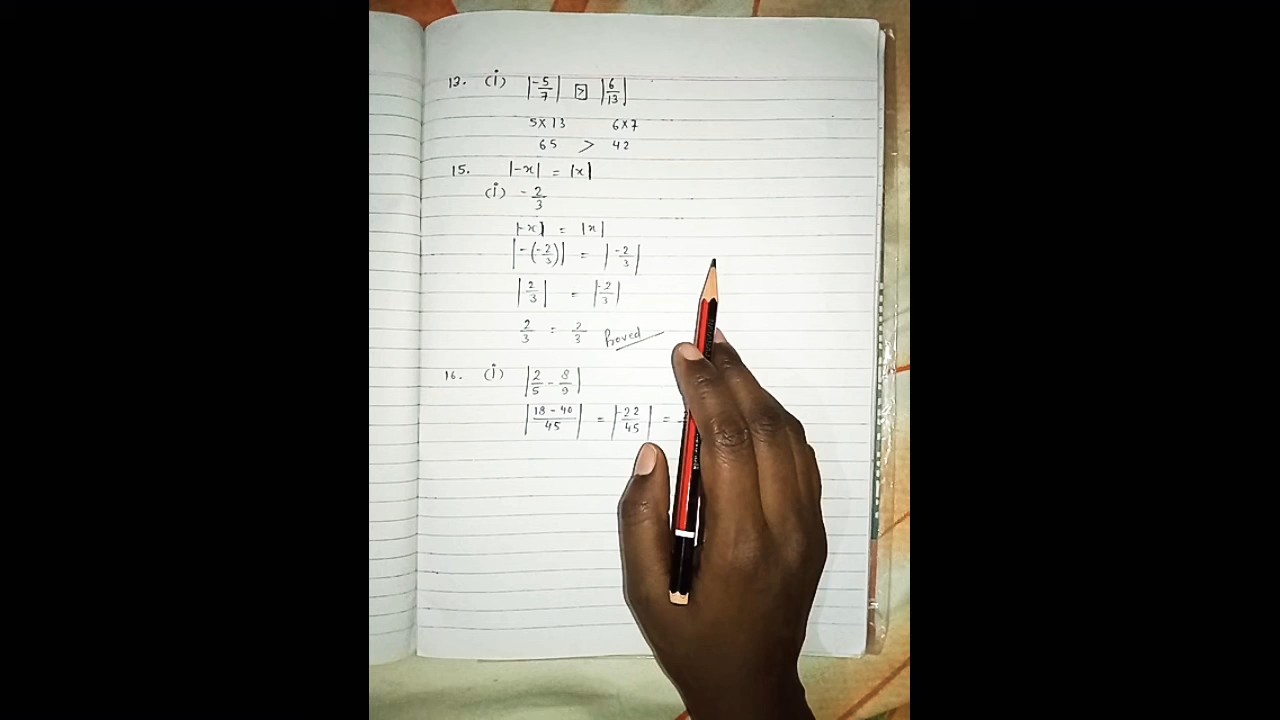 13. (i) |-5/7| [>] |6/13|
5×13 6×7
65 > 42
15. |-x| = |x|
(i) -2/3
|-x| = |x|
|-(-2/3)| = |-2/3|
|2/3| = |-2/3|
2/3 = 2/3 Proved
16. (i) |2/5 - 8/9|
|18-40/45| = |-22/45| =